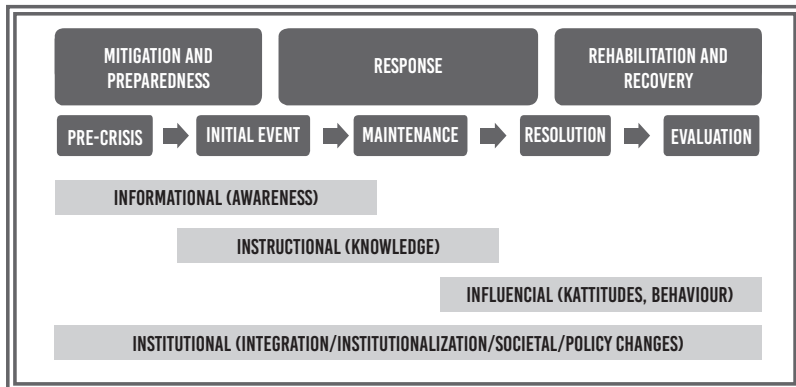 MITIGATION AND
PREPAREDNESS
RESPONSE
REHABILITATION AND
RECOVERY
PRE-CRISIS
INITIAL EVENT
MAINTENANCE
RESOLUTION
EVALUATION
INFORMATIONAL (AWARENESS)
INSTRUCTIONAL (KNOWLEDGE)
INFLUENCIAL (KATTITUDES, BEHAVIOUR)
INSTITUTIONAL (INTEGRATION/INSTITUTIONALIZATION/SOCIETAL/POLICY CHANGES)